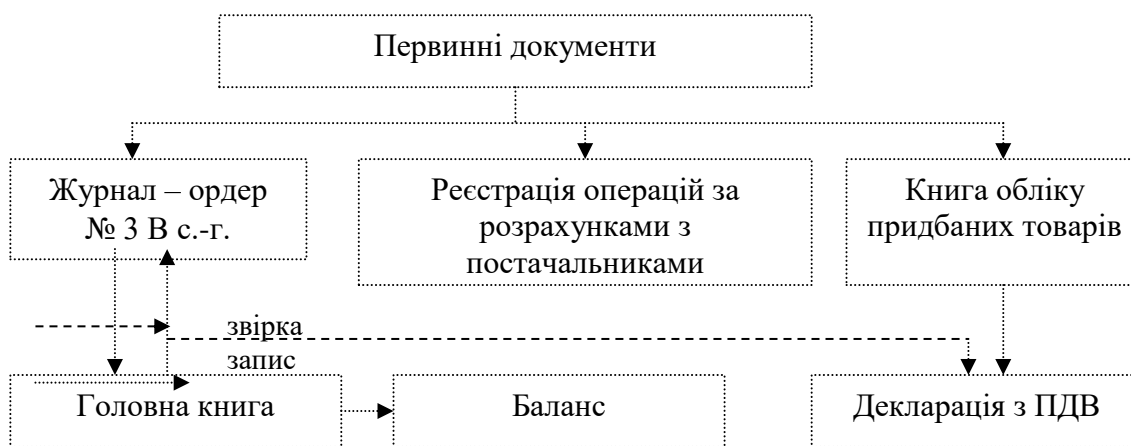 Первинні документи
Журнал – ордер
№ 3 В с.-г.
Реєстрація операцій за
розрахунками з
постачальниками
Книга обліку
придбаних товарів
звірка
запис
Головна книга
Баланс
Декларація з ПДВ